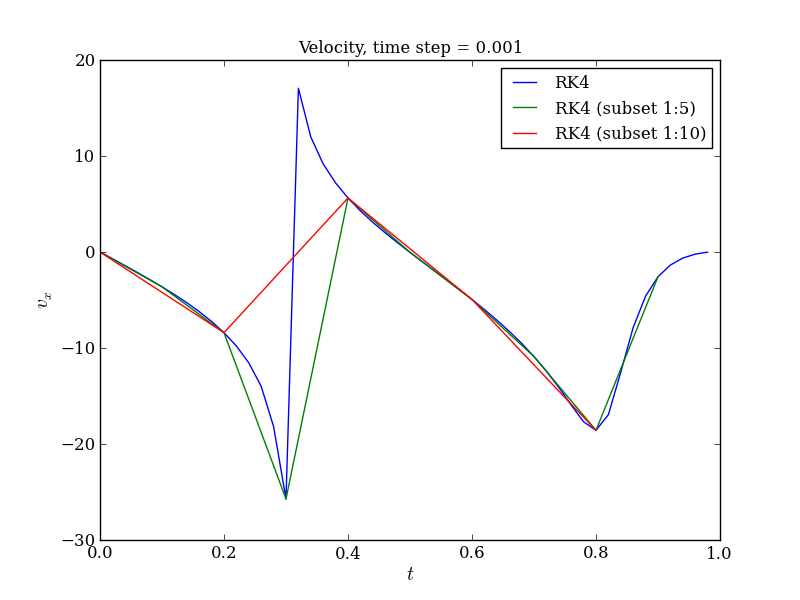 Velocity, time step = 0.001
20
RK4
RK4 (subset 1:5)
RK4 (subset 1:10)
10
0
v_x
−10
−20
−30
0.0 0.2 0.4 0.6 0.8 1.0
t